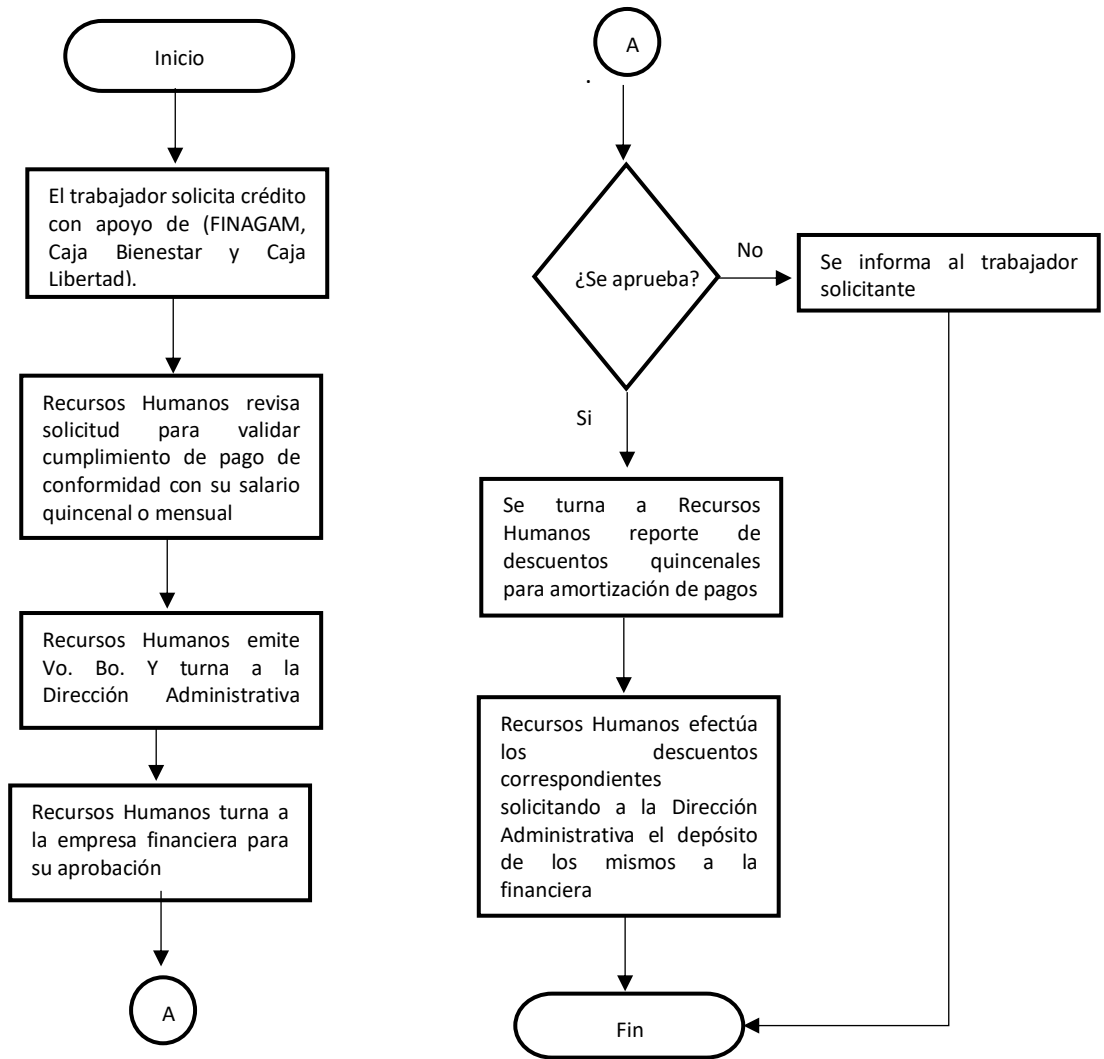 Inicio
El trabajador solicita crédito
con apoyo de (FINAGAM,
Caja Bienestar y Caja
Libertad).
Recursos Humanos revisa
solicitud para validar
cumplimiento de pago de
conformidad con su salario
quincenal o mensual
Recursos Humanos emite
Vo. Bo. Y turna a la
Dirección Administrativa
Recursos Humanos turna a
la empresa financiera para
su aprobación
A
A
.
¿Se aprueba?
No
Se informa al trabajador
solicitante
Si
Se turna a Recursos
Humanos reporte de
descuentos quincenales
para amortización de pagos
Recursos Humanos efectúa
los descuentos
correspondientes
solicitando a la Dirección
Administrativa el depósito
de los mismos a la
financiera
Fin